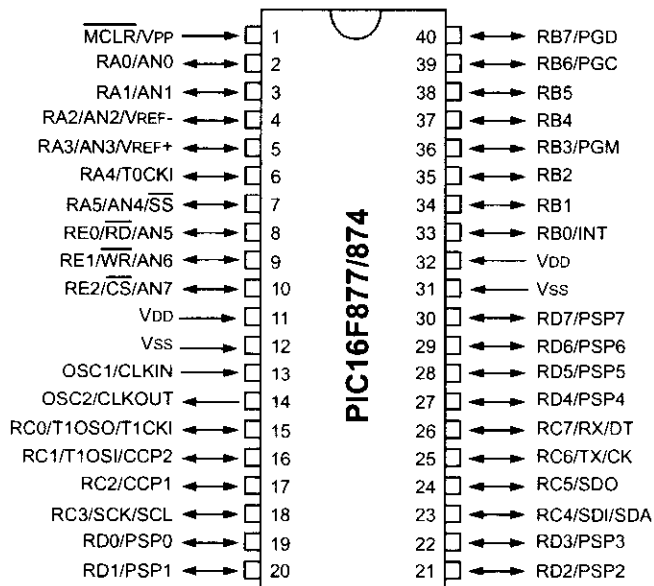 MCLR/VPP 1 40 RB7/PGD
RA0/AN0 2 39 RB6/PGC
RA1/AN1 3 38 RB5
RA2/AN2/VREF- 4 37 RB4
RA3/AN3/VREF+ 5 36 RB3/PGM
RA4/T0CKI 6 35 RB2
RA5/AN4/SS 7 34 RB1
RE0/RD/AN5 8 33 RB0/INT
RE1/WR/AN6 9 32 VDD
RE2/CS/AN7 10 31 VSS
VDD 11 30 RD7/PSP7
VSS 12 29 RD6/PSP6
OSC1/CLKIN 13 28 RD5/PSP5
OSC2/CLKOUT 14 27 RD4/PSP4
RC0/T1OSO/T1CKI 15 26 RC7/RX/DT
RC1/T1OSI/CCP2 16 25 RC6/TX/CK
RC2/CCP1 17 24 RC5/SDO
RC3/SCK/SCL 18 23 RC4/SDI/SDA
RD0/PSP0 19 22 RD3/PSP3
RD1/PSP1 20 21 RD2/PSP2
PIC16F877/874